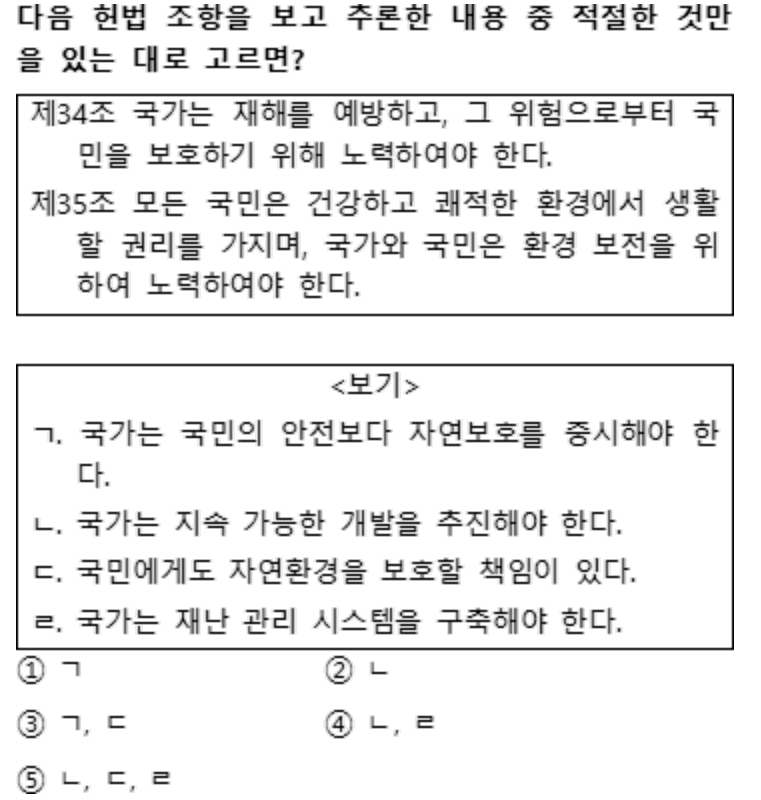 다음 헌법 조항을 보고 추론한 내용 중 적절한 것만
을 있는 대로 고르면?
제34조 국가는 재해를 예방하고, 그 위험으로부터 국
민을 보호하기 위해 노력하여야 한다.
제35조 모든 국민은 건강하고 쾌적한 환경에서 생활
할 권리를 가지며, 국가와 국민은 환경 보전을 위
하여 노력하여야 한다.
<보기>
ㄱ. 국가는 국민의 안전보다 자연보호를 중시해야 한
다.
ㄴ. 국가는 지속 가능한 개발을 추진해야 한다.
ㄷ. 국민에게도 자연환경을 보호할 책임이 있다.
ㄹ. 국가는 재난 관리 시스템을 구축해야 한다.
① ㄱ ② ㄴ
③ ㄱ, ㄷ ④ ㄴ, ㄹ
⑤ ㄴ, ㄷ, ㄹ